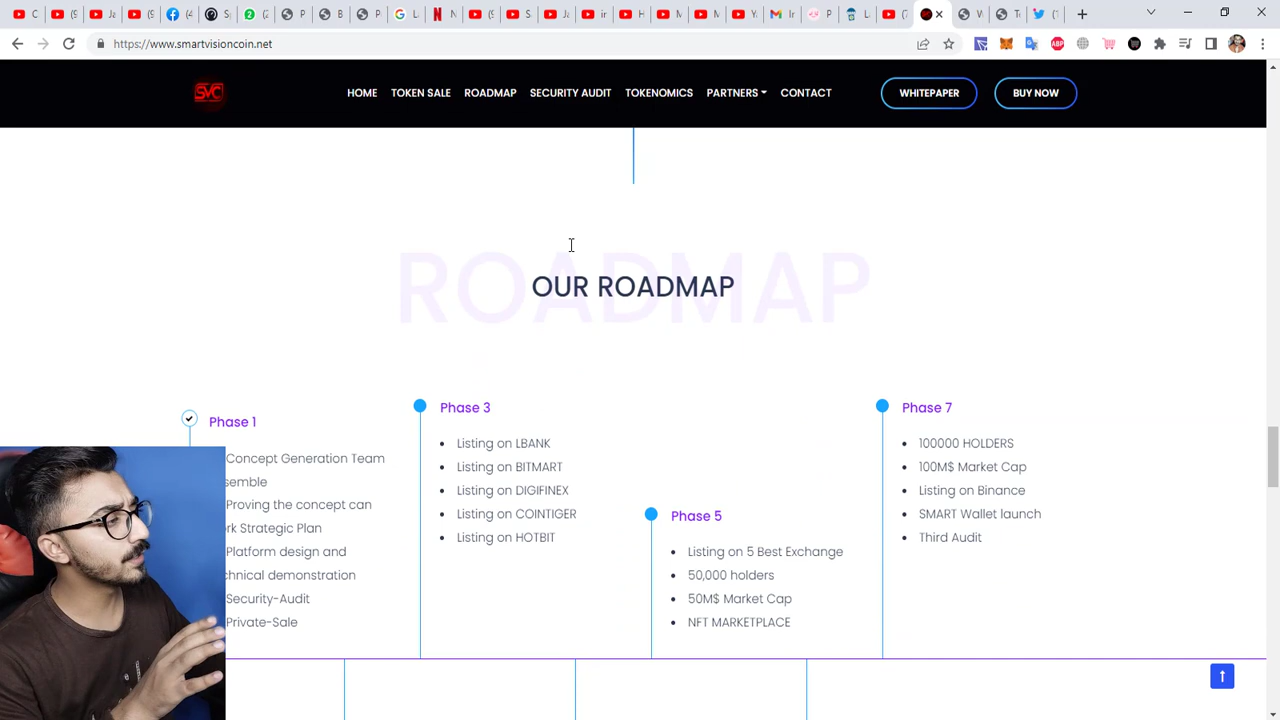 https://www.smartvisioncoin.net
SVC
HOME
TOKEN SALE
ROADMAP
SECURITY AUDIT
TOKENOMICS
PARTNERS
CONTACT
WHITEPAPER
BUY NOW
ROADMAP
OUR ROADMAP
Phase 1
Concept Generation Team
semble
Proving the concept can
rk Strategic Plan
Platform design and
chnical demonstration
Security-Audit
Private-Sale
Phase 3
Listing on LBANK
Listing on BITMART
Listing on DIGIFINEX
Listing on COINTIGER
Listing on HOTBIT
Phase 5
Listing on 5 Best Exchange
50,000 holders
50M$ Market Cap
NFT MARKETPLACE
Phase 7
100000 HOLDERS
100M$ Market Cap
Listing on Binance
SMART Wallet launch
Third Audit